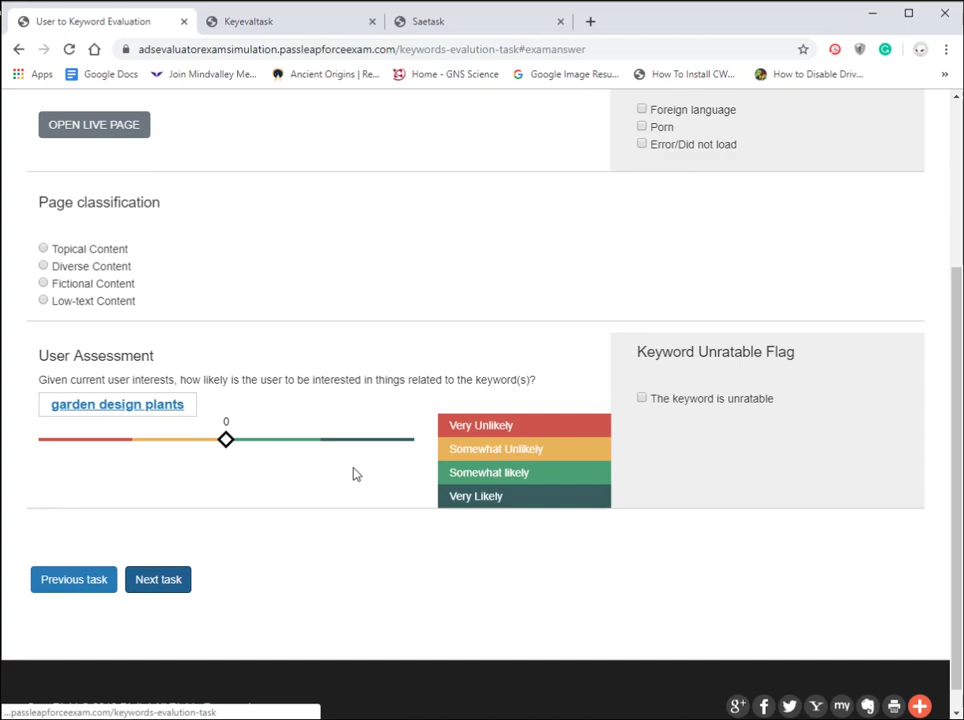 User to Keyword Evaluation
Keyevaltask
Saetask
adsevaluatorexamsimulation.passleapforceexam.com/keywords-evalution-task#examanswer
Apps
Google Docs
Join Mindvalley Me...
Ancient Origins | Re...
Home - GNS Science
Google Image Resu...
How To Install CW...
How to Disable Driv...
»
OPEN LIVE PAGE
Foreign language
Porn
Error/Did not load
Page classification
Topical Content
Diverse Content
Fictional Content
Low-text Content
User Assessment
Given current user interests, how likely is the user to be interested in things related to the keyword(s)?
garden design plants
0
Very Unlikely
Somewhat Unlikely
Somewhat likely
Very Likely
Keyword Unratable Flag
The keyword is unratable
Previous task
Next task
...passleapforceexam.com/keywords-evalution-task
my